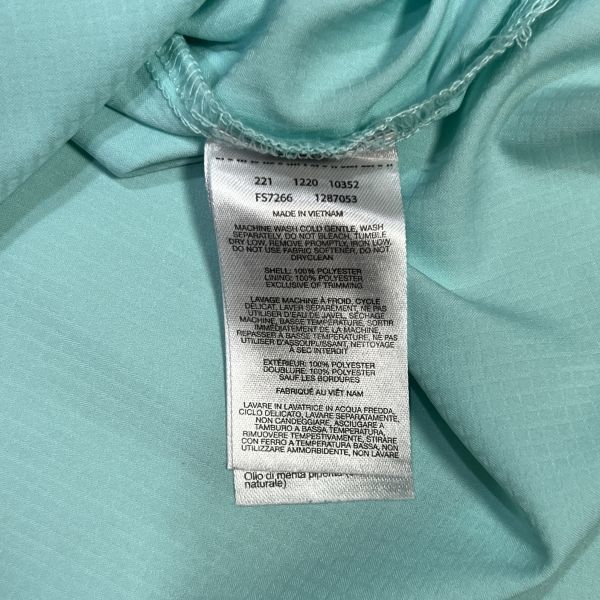 221 1220 10352
FS7266 1287053
MADE IN VIETNAM
MACHINE WASH COLD GENTLE, WASH
SEPARATELY, DO NOT BLEACH, TUMBLE
DRY LOW, REMOVE PROMPTLY, IRON LOW,
DO NOT USE FABRIC SOFTENER, DO NOT
DRYCLEAN
SHELL: 100% POLYESTER
LINING: 100% POLYESTER
EXCLUSIVE OF TRIMMING
LAVAGE MACHINE À FROID, CYCLE
DELICAT, LAVER SEPARÉMENT, NE PAS
UTILISER D'EAU DE JAVEL, SÉCHAGE
MACHINE, BASSE TEMPÉRATURE, SORTIR
IMMÉDIATEMENT DE LA MACHINE,
REPASSER À BASSE TEMPÉRATURE, NE PAS
UTILISER D'ASSOUPLISSANT, NETTOYAGE
À SEC INTERDIT
EXTÉRIEUR: 100% POLYESTER
DOUBLURE: 100% POLYESTER
SAUF LES BORDURES
FABRIQUÉ AU VIÊT NAM
LAVARE IN LAVATRICE IN ACQUA FREDDA,
CICLO DELICATO, LAVARE SEPARATAMENTE,
NON CANDEGGIARE, ASCIUGARE A
TAMBURO A BASSA TEMPERATURA,
RIMUOVERE TEMPESTIVAMENTE, STIRARE
CON FERRO A TEMPERATURA BASSA, NON
UTILIZZARE AMMORBIDENTE, NON LAVARE
Olio di menta
naturale)